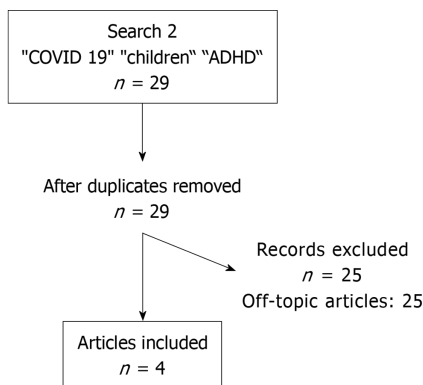 Search 2
"COVID 19" "children“ “ADHD“
n = 29
After duplicates removed
n = 29
Records excluded
n = 25
Off-topic articles: 25
Articles included
n = 4